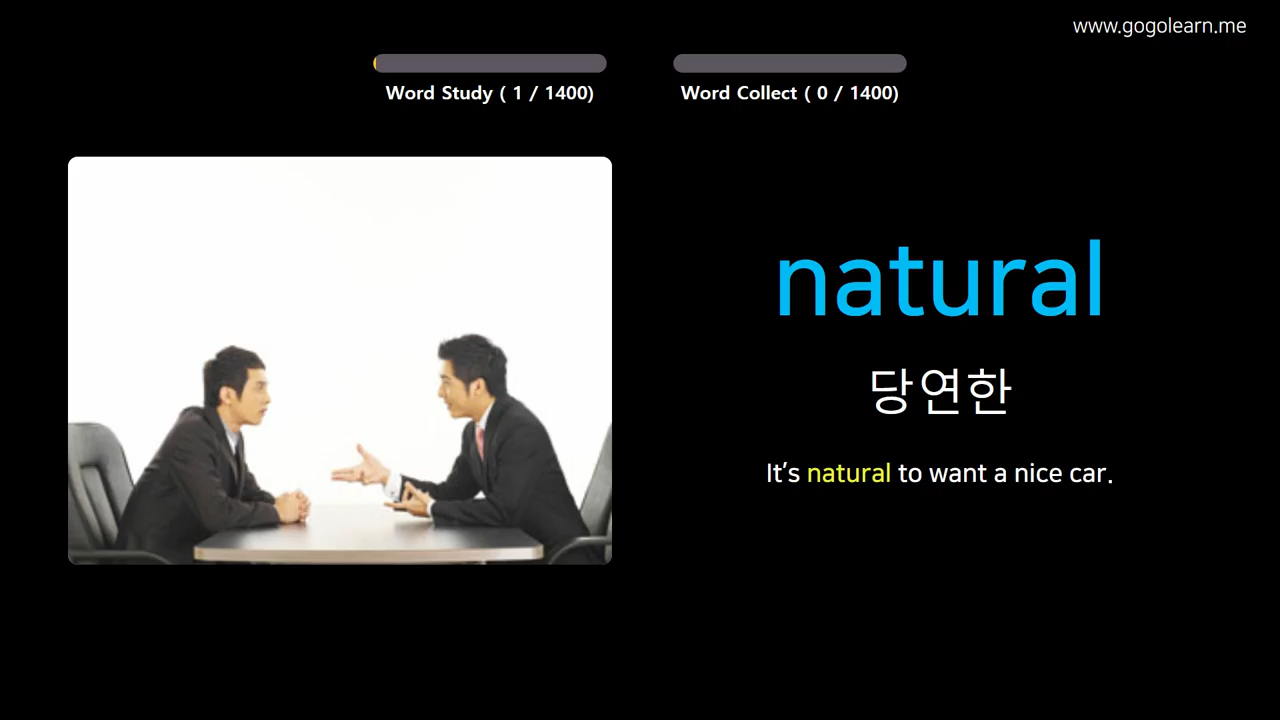 www.gogolearn.me
Word Study ( 1 / 1400)
Word Collect ( 0 / 1400)
natural
당연한
It's natural to want a nice car.